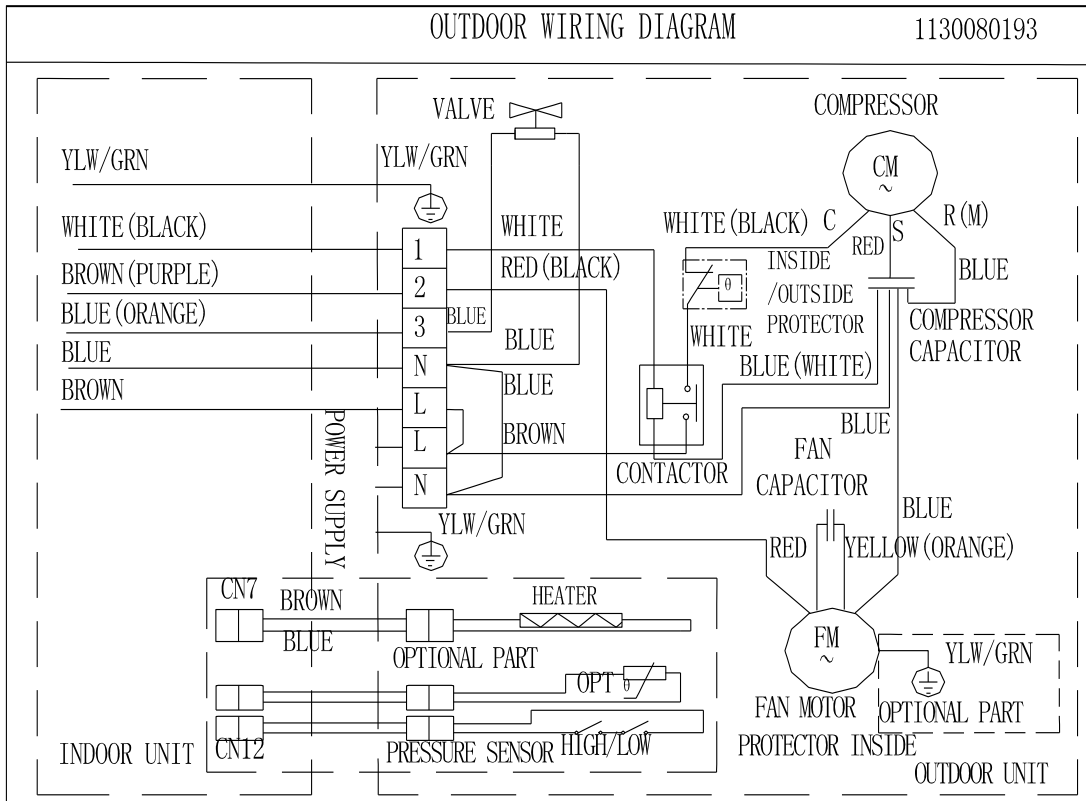 OUTDOOR WIRING DIAGRAM
1130080193
VALVE
COMPRESSOR
YLW/GRN
YLW/GRN
CM
~
WHITE(BLACK)
1
WHITE
WHITE(BLACK)
C
RED
S
R(M)
BROWN(PURPLE)
2
RED(BLACK)
θ
INSIDE
/OUTSIDE
PROTECTOR
BLUE
BLUE(ORANGE)
3
BLUE
BLUE
WHITE
COMPRESSOR
CAPACITOR
BLUE
N
BLUE
BLUE(WHITE)
BROWN
L
BROWN
BLUE
L
N
POWER SUPPLY
CONTACTOR
FAN
CAPACITOR
YLW/GRN
BLUE
RED
YELLOW(ORANGE)
CN7
BROWN
BLUE
HEATER
OPTIONAL PART
FM
~
YLW/GRN
OPT
θ
FAN MOTOR
OPTIONAL PART
CN12
PRESSURE SENSOR
HIGH/LOW
PROTECTOR INSIDE
INDOOR UNIT
OUTDOOR UNIT